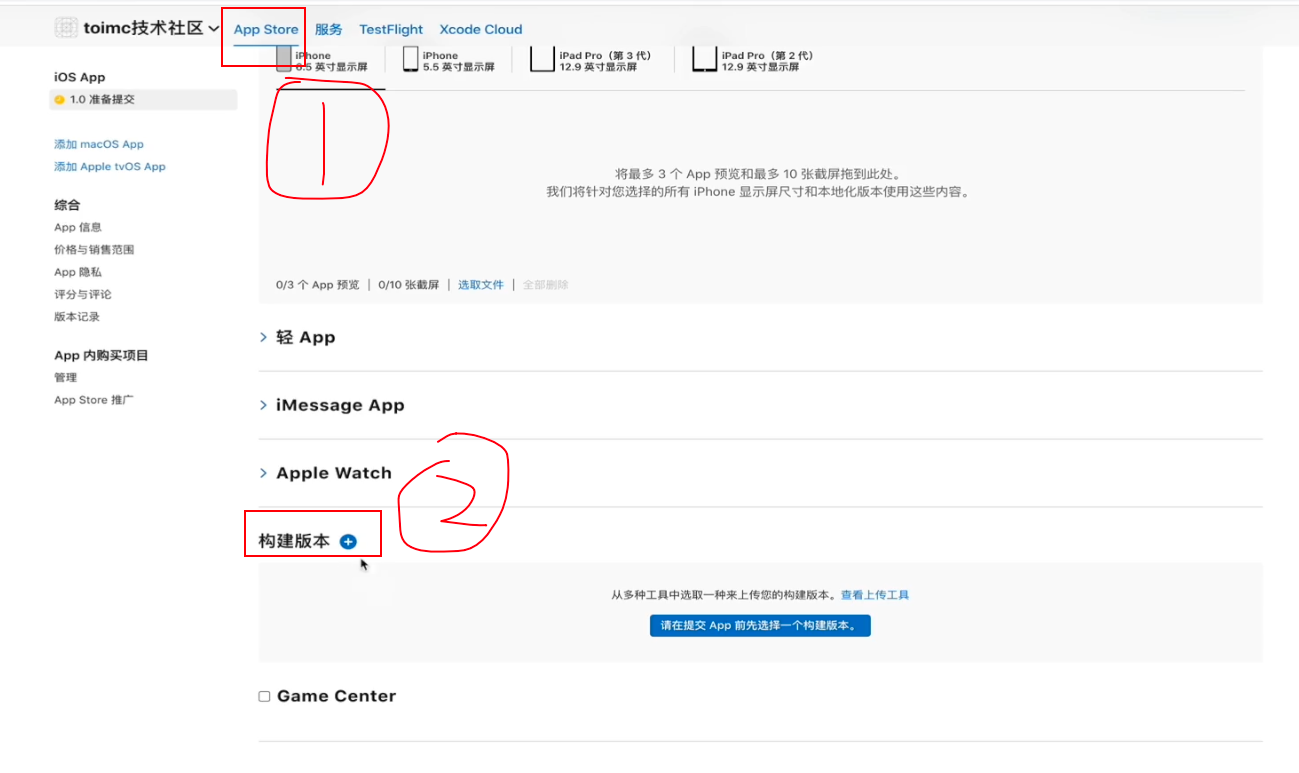 toimc技术社区 App Store 服务 TestFlight Xcode Cloud
iPhone
6.5 英寸显示屏
iPhone
5.5 英寸显示屏
iPad Pro（第 3 代）
12.9 英寸显示屏
iPad Pro（第 2 代）
12.9 英寸显示屏
iOS App
1.0 准备提交
添加 macOS App
添加 Apple tvOS App
综合
App 信息
价格与销售范围
App 隐私
评分与评论
版本记录
App 内购买项目
管理
App Store 推广
1
将最多 3 个 App 预览和最多 10 张截屏拖到此处。
我们将针对您选择的所有 iPhone 显示屏尺寸和本地化版本使用这些内容。
0/3 个 App 预览 | 0/10 张截屏 | 选取文件 | 全部删除
轻 App
iMessage App
Apple Watch
2
构建版本
从多种工具中选取一种来上传您的构建版本。查看上传工具
请在提交 App 前先选择一个构建版本。
Game Center